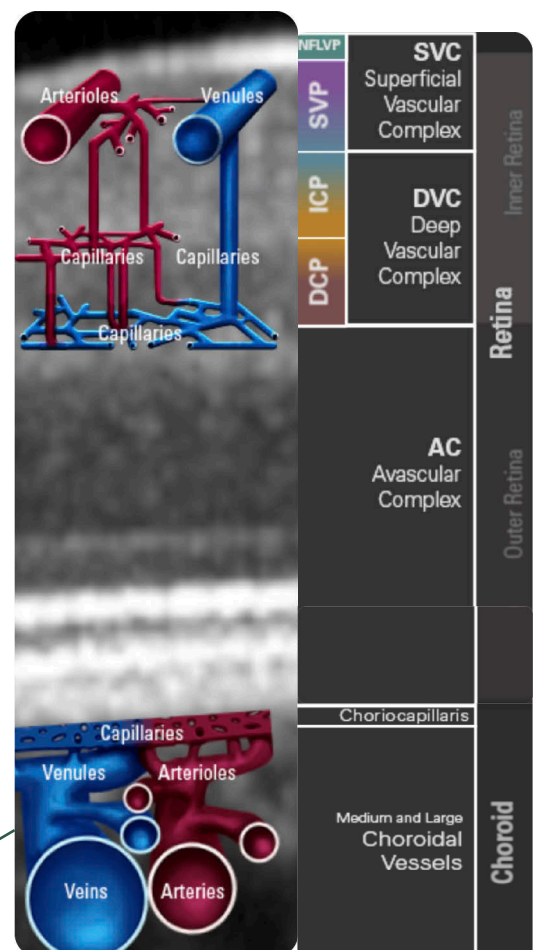 Arterioles
Venules
Capillaries
Capillaries
Capillaries
Capillaries
Venules
Arterioles
Veins
Arteries
NFLVP
SVP
ICP
DCP
SVC
Superficial
Vascular
Complex
DVC
Deep
Vascular
Complex
AC
Avascular
Complex
Choriocapillaris
Medium and Large
Choroidal
Vessels
Inner Retina
Retina
Outer Retina
Choroid